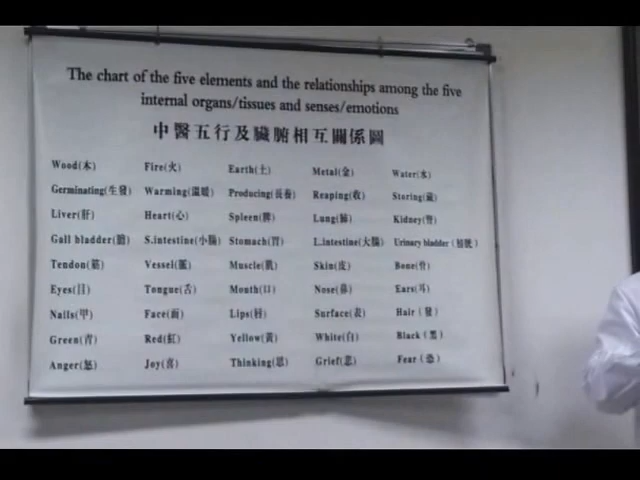 The chart of the five elements and the relationships among the five
internal organs/tissues and senses/emotions
中醫五行及臟腑相互關係圖
Wood(木) Fire(火) Earth(土) Metal(金) Water(水)
Germinating(生發) Warming(溫暖) Producing(長養) Reaping(收) Storing(藏)
Liver(肝) Heart(心) Spleen(脾) Lung(肺) Kidney(腎)
Gall bladder(膽) S.intestine(小腸) Stomach(胃) L.intestine(大腸) Urinary bladder(膀胱)
Tendon(筋) Vessel(脈) Muscle(肌) Skin(皮) Bone(骨)
Eyes(目) Tongue(舌) Mouth(口) Nose(鼻) Ears(耳)
Nails(甲) Face(面) Lips(唇) Surface(表) Hair(發)
Green(青) Red(紅) Yellow(黃) White(白) Black(黑)
Anger(怒) Joy(喜) Thinking(思) Grief(悲) Fear(恐)